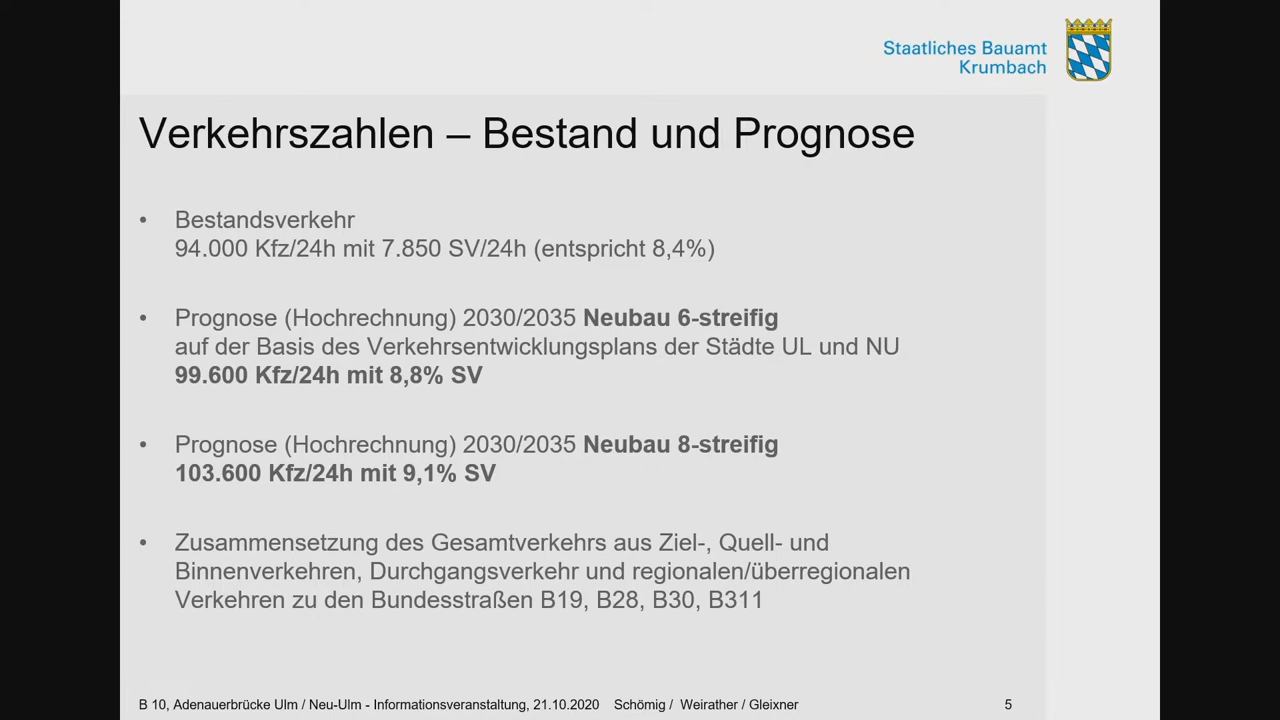 Staatliches Bauamt
Krumbach
Verkehrszahlen – Bestand und Prognose
• Bestandsverkehr
94.000 Kfz/24h mit 7.850 SV/24h (entspricht 8,4%)
• Prognose (Hochrechnung) 2030/2035 Neubau 6-streifig
auf der Basis des Verkehrsentwicklungsplans der Städte UL und NU
99.600 Kfz/24h mit 8,8% SV
• Prognose (Hochrechnung) 2030/2035 Neubau 8-streifig
103.600 Kfz/24h mit 9,1% SV
• Zusammensetzung des Gesamtverkehrs aus Ziel-, Quell- und
Binnenverkehren, Durchgangsverkehr und regionalen/überregionalen
Verkehren zu den Bundesstraßen B19, B28, B30, B311
B 10, Adenauerbrücke Ulm / Neu-Ulm - Informationsveranstaltung, 21.10.2020 Schömig / Weirather / Gleixner 5